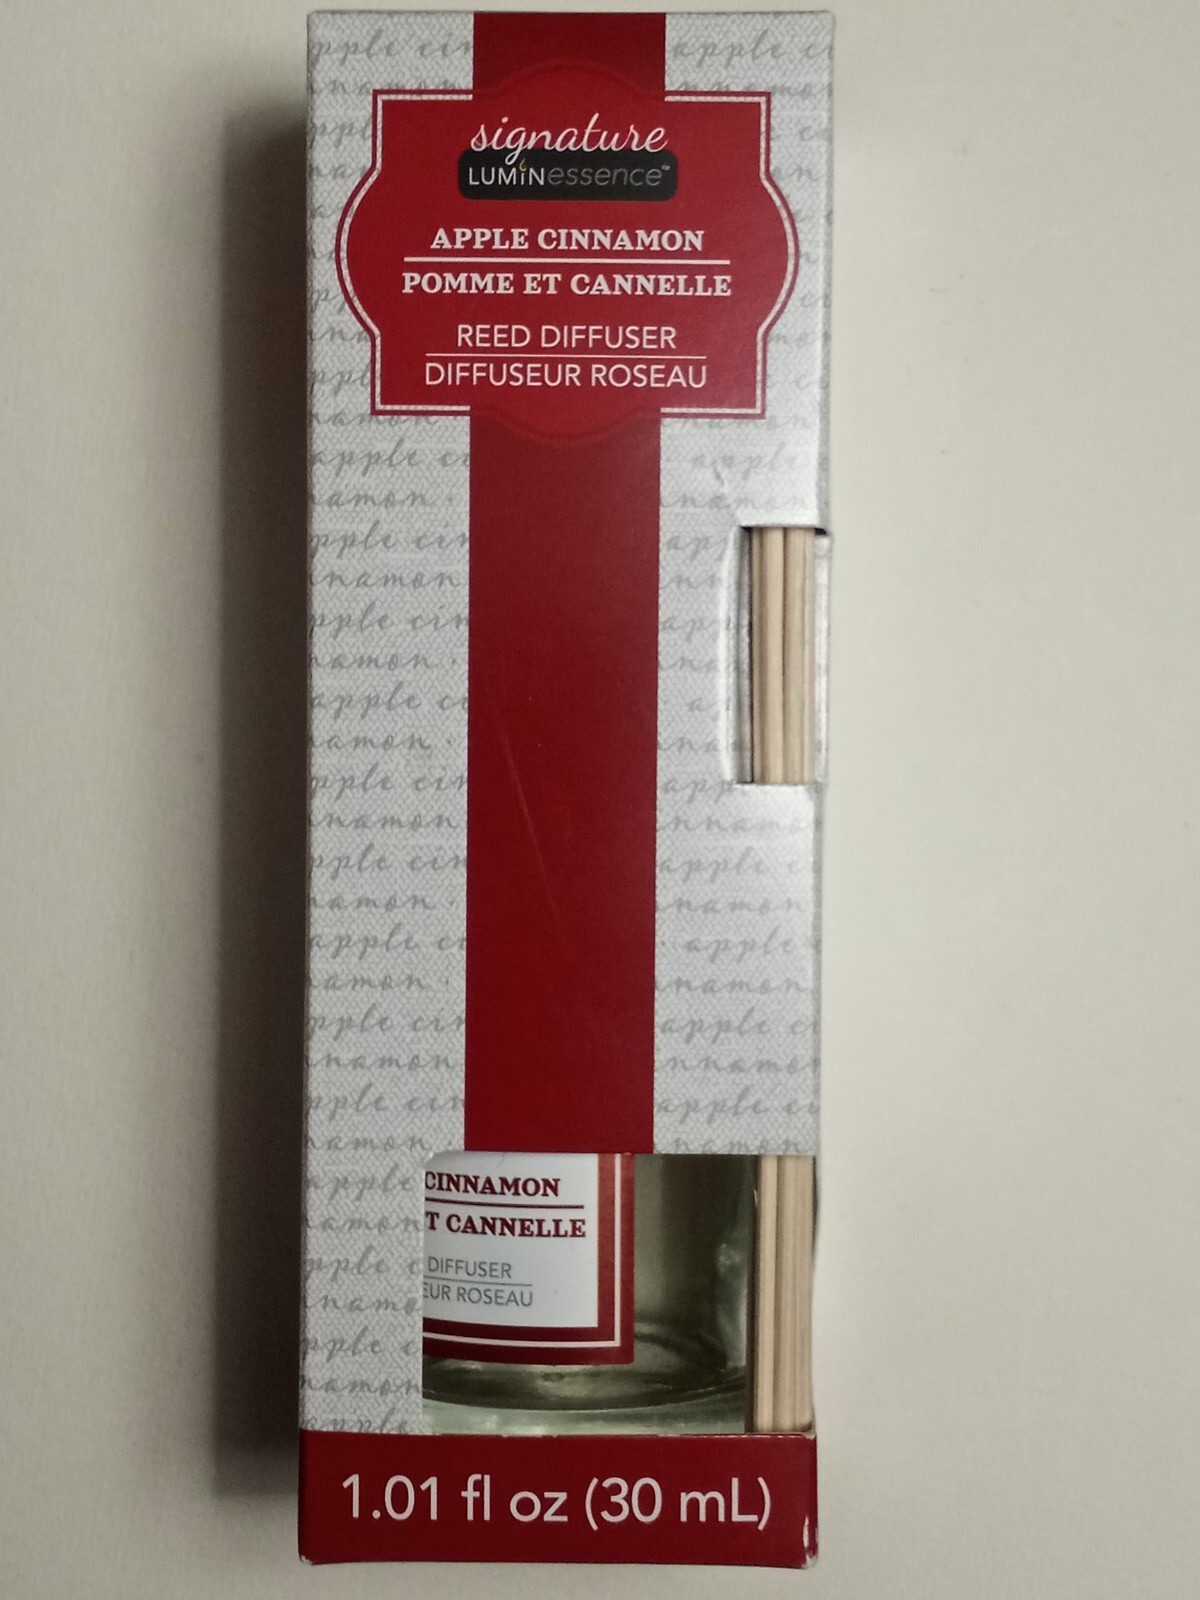 signature
LUMINessence™
APPLE CINNAMON
POMME ET CANNELLE
REED DIFFUSER
DIFFUSEUR ROSEAU
CINNAMON
T CANNELLE
DIFFUSER
EUR ROSEAU
1.01 fl oz (30 mL)